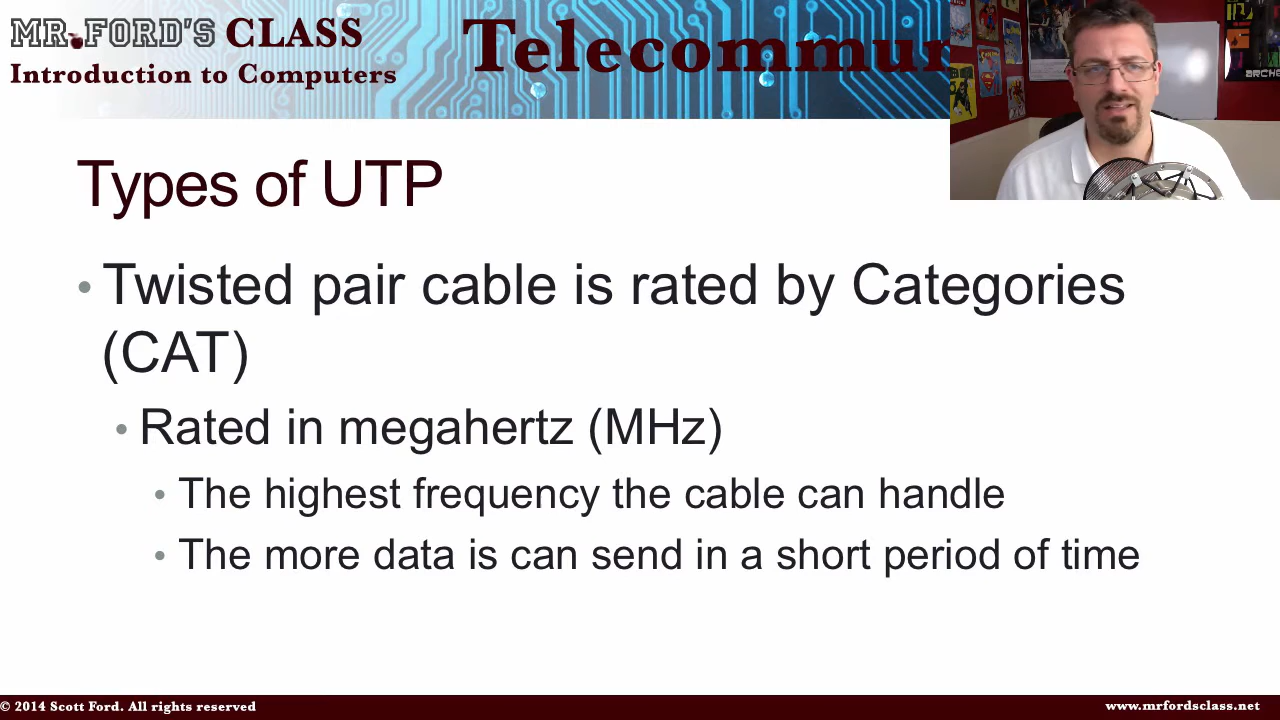 MR. FORD'S CLASS
Introduction to Computers
Types of UTP
• Twisted pair cable is rated by Categories
(CAT)
• Rated in megahertz (MHz)
• The highest frequency the cable can handle
• The more data is can send in a short period of time
© 2014 Scott Ford. All rights reserved
www.mrfordsclass.net